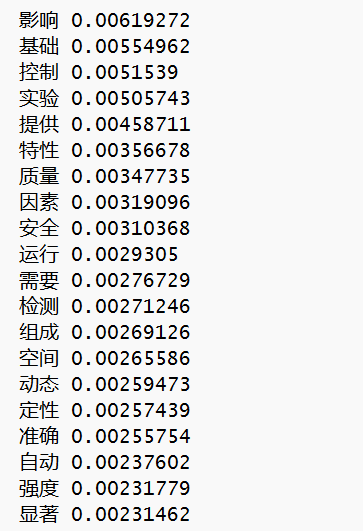 影响 0.00619272
基础 0.00554962
控制 0.0051539
实验 0.00505743
提供 0.00458711
特性 0.00356678
质量 0.00347735
因素 0.00319096
安全 0.00310368
运行 0.0029305
需要 0.00276729
检测 0.00271246
组成 0.00269126
空间 0.00265586
动态 0.00259473
定性 0.00257439
准确 0.00255754
自动 0.00237602
强度 0.00231779
显著 0.00231462